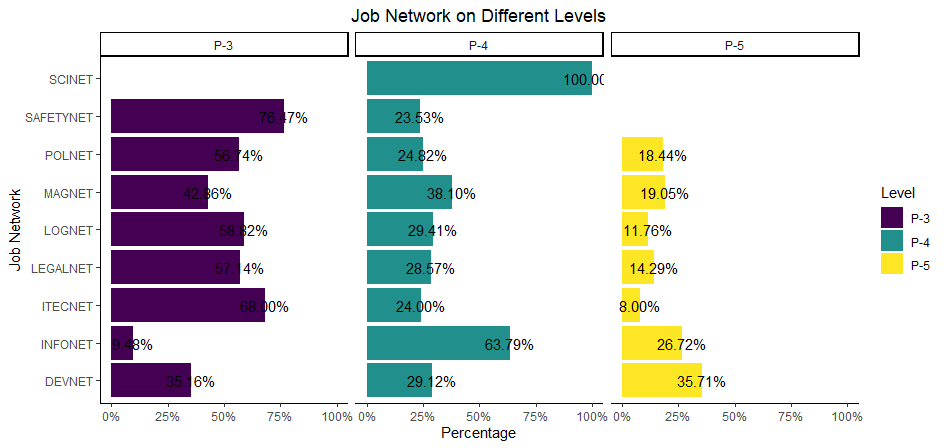 Job Network on Different Levels
P-3 P-4 P-5
SCINET 100.00
SAFETYNET 76.47% 23.53%
POLNET 56.74% 24.82% 18.44%
MAGNET 42.86% 38.10% 19.05%
LOGNET 58.82% 29.41% 11.76%
LEGALNET 57.14% 28.57% 14.29%
ITECNET 68.00% 24.00% 8.00%
INFONET 9.48% 63.79% 26.72%
DEVNET 35.16% 29.12% 35.71%
0% 25% 50% 75% 100% 0% 25% 50% 75% 100% 0% 25% 50% 75% 100%
Percentage
Job Network
Level
P-3
P-4
P-5